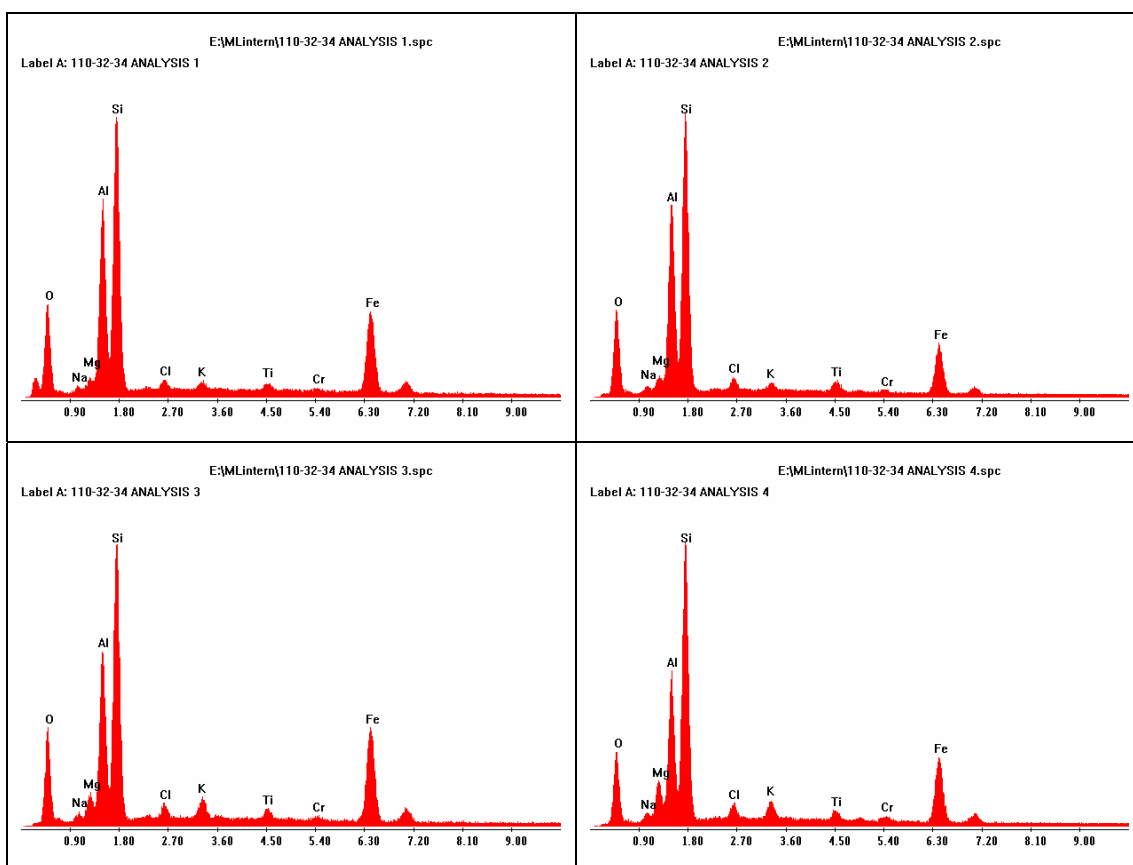 E:\MLintern\110-32-34 ANALYSIS 1.spc
Label A: 110-32-34 ANALYSIS 1
Si
Al
O
Fe
Mg
Na
Cl
K
Ti
Cr
0.90 1.80 2.70 3.60 4.50 5.40 6.30 7.20 8.10 9.00
E:\MLintern\110-32-34 ANALYSIS 2.spc
Label A: 110-32-34 ANALYSIS 2
Si
Al
O
Fe
Mg
Na
Cl
K
Ti
Cr
0.90 1.80 2.70 3.60 4.50 5.40 6.30 7.20 8.10 9.00
E:\MLintern\110-32-34 ANALYSIS 3.spc
Label A: 110-32-34 ANALYSIS 3
Si
Al
O
Fe
Mg
Na
Cl
K
Ti
Cr
0.90 1.80 2.70 3.60 4.50 5.40 6.30 7.20 8.10 9.00
E:\MLintern\110-32-34 ANALYSIS 4.spc
Label A: 110-32-34 ANALYSIS 4
Si
Al
O
Fe
Mg
Na
Cl
K
Ti
Cr
0.90 1.80 2.70 3.60 4.50 5.40 6.30 7.20 8.10 9.00